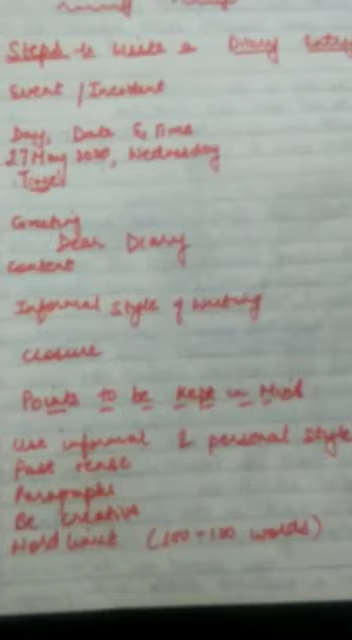 Steps to write a Diary Entry
Event / Incident
Day, Date & Time
27 May 2020, Wednesday
Time
Greeting
Dear Diary
Content
Informal style of writing
Closure
Points to be Kept in Mind
Use informal & personal style
Past tense
Paragraphs
Be creative
Word limit (100- words)